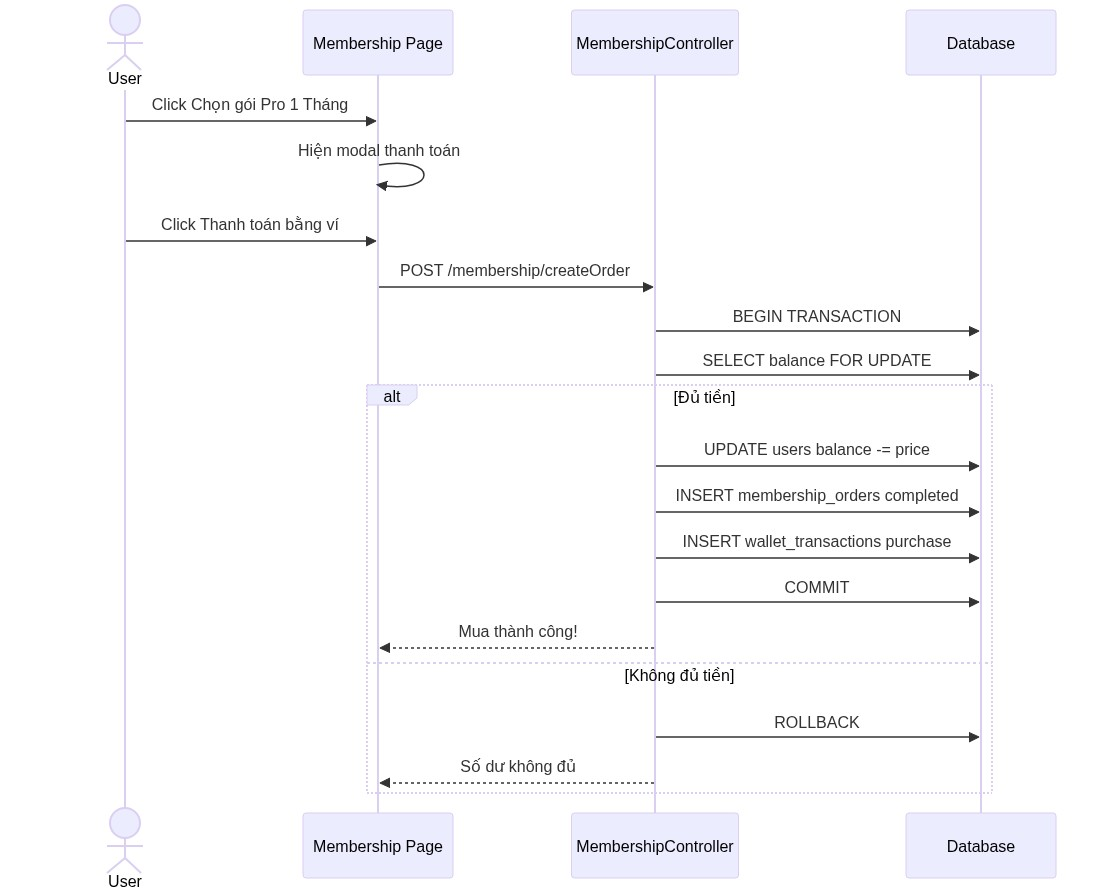 User
Membership Page
MembershipController
Database
Click Chọn gói Pro 1 Tháng
Hiện modal thanh toán
Click Thanh toán bằng ví
POST /membership/createOrder
BEGIN TRANSACTION
SELECT balance FOR UPDATE
alt
[Đủ tiền]
UPDATE users balance -= price
INSERT membership_orders completed
INSERT wallet_transactions purchase
COMMIT
Mua thành công!
[Không đủ tiền]
ROLLBACK
Số dư không đủ
User
Membership Page
MembershipController
Database